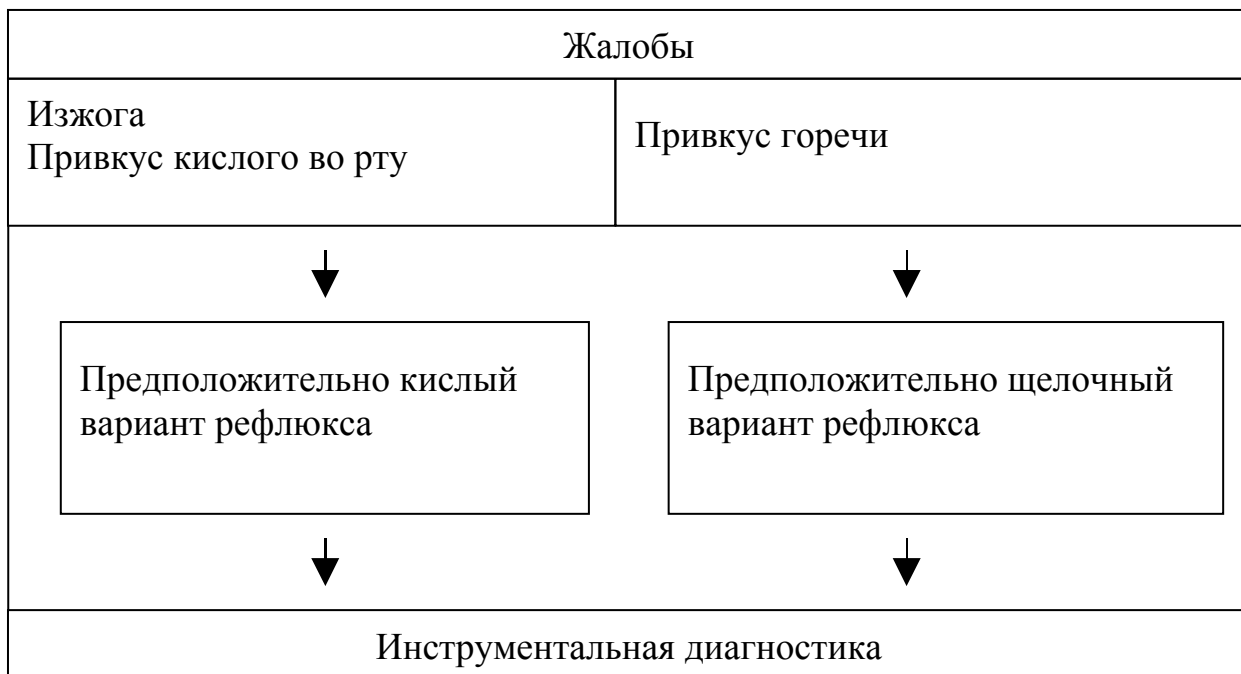 Жалобы
Изжога
Привкус кислого во рту
Привкус горечи
Предположительно кислый
вариант рефлюкса
Предположительно щелочный
вариант рефлюкса
Инструментальная диагностика